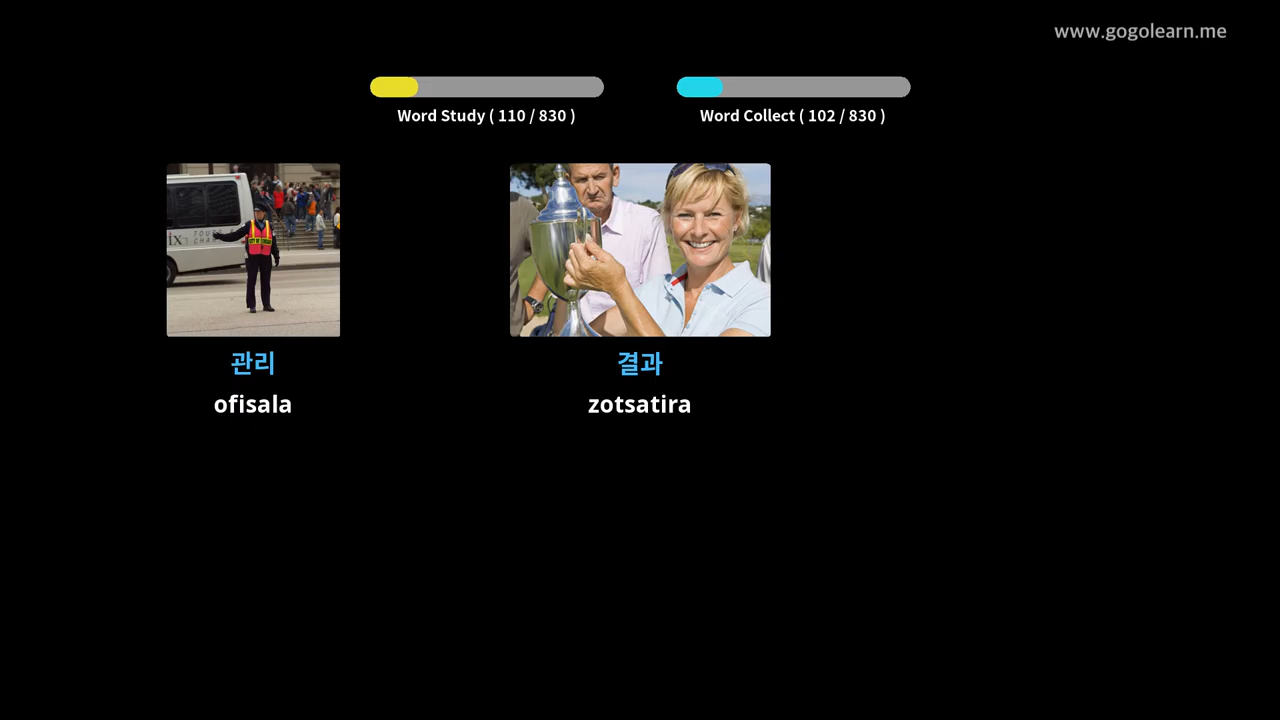 www.gogolearn.me
Word Study ( 110 / 830 )
Word Collect ( 102 / 830 )
관리
ofisala
결과
zotsatira